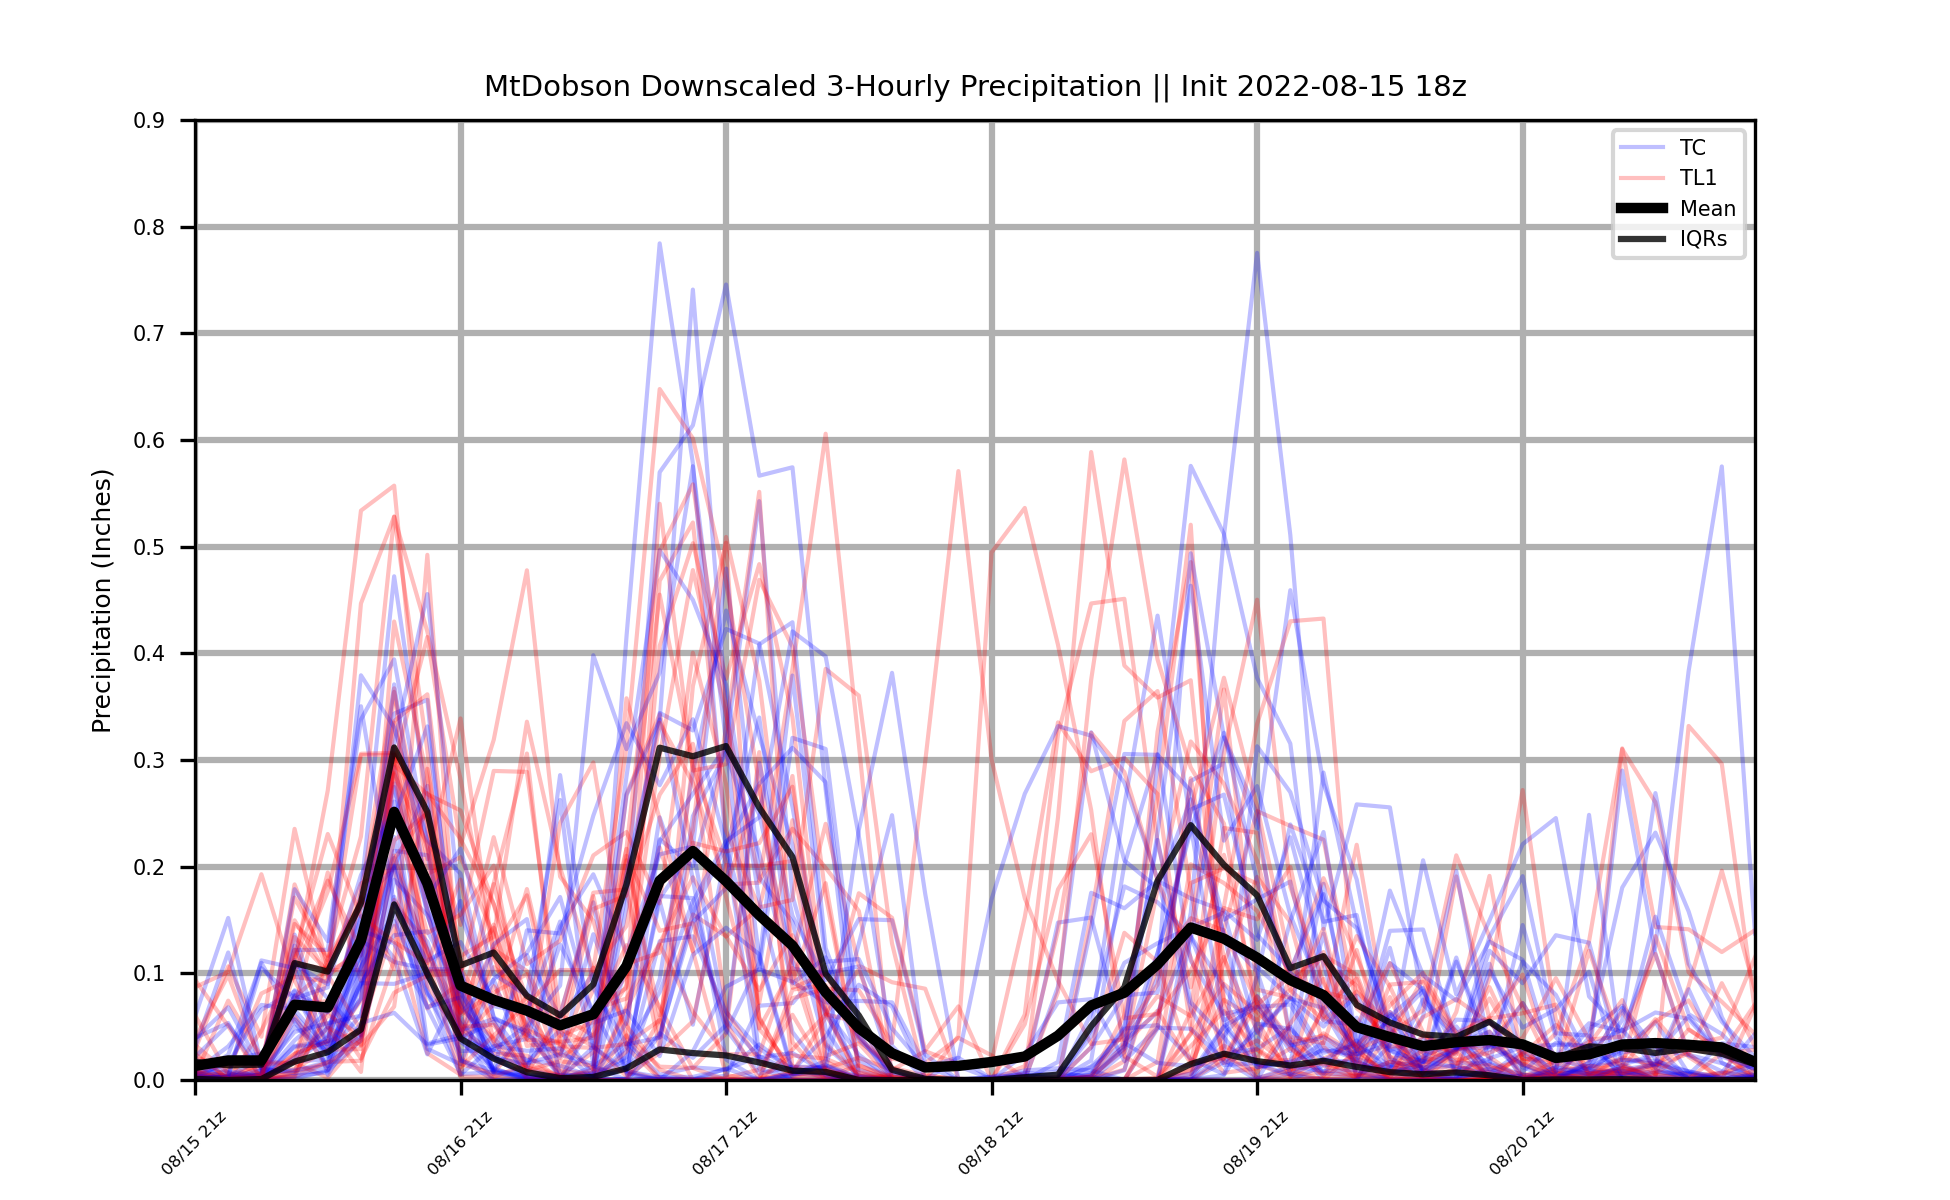 MtDobson Downscaled 3-Hourly Precipitation || Init 2022-08-15 18z
TC
TL1
Mean
IQRs
Precipitation (Inches)
0.9
0.8
0.7
0.6
0.5
0.4
0.3
0.2
0.1
0.0
08/15 21z
08/16 21z
08/17 21z
08/18 21z
08/19 21z
08/20 21z